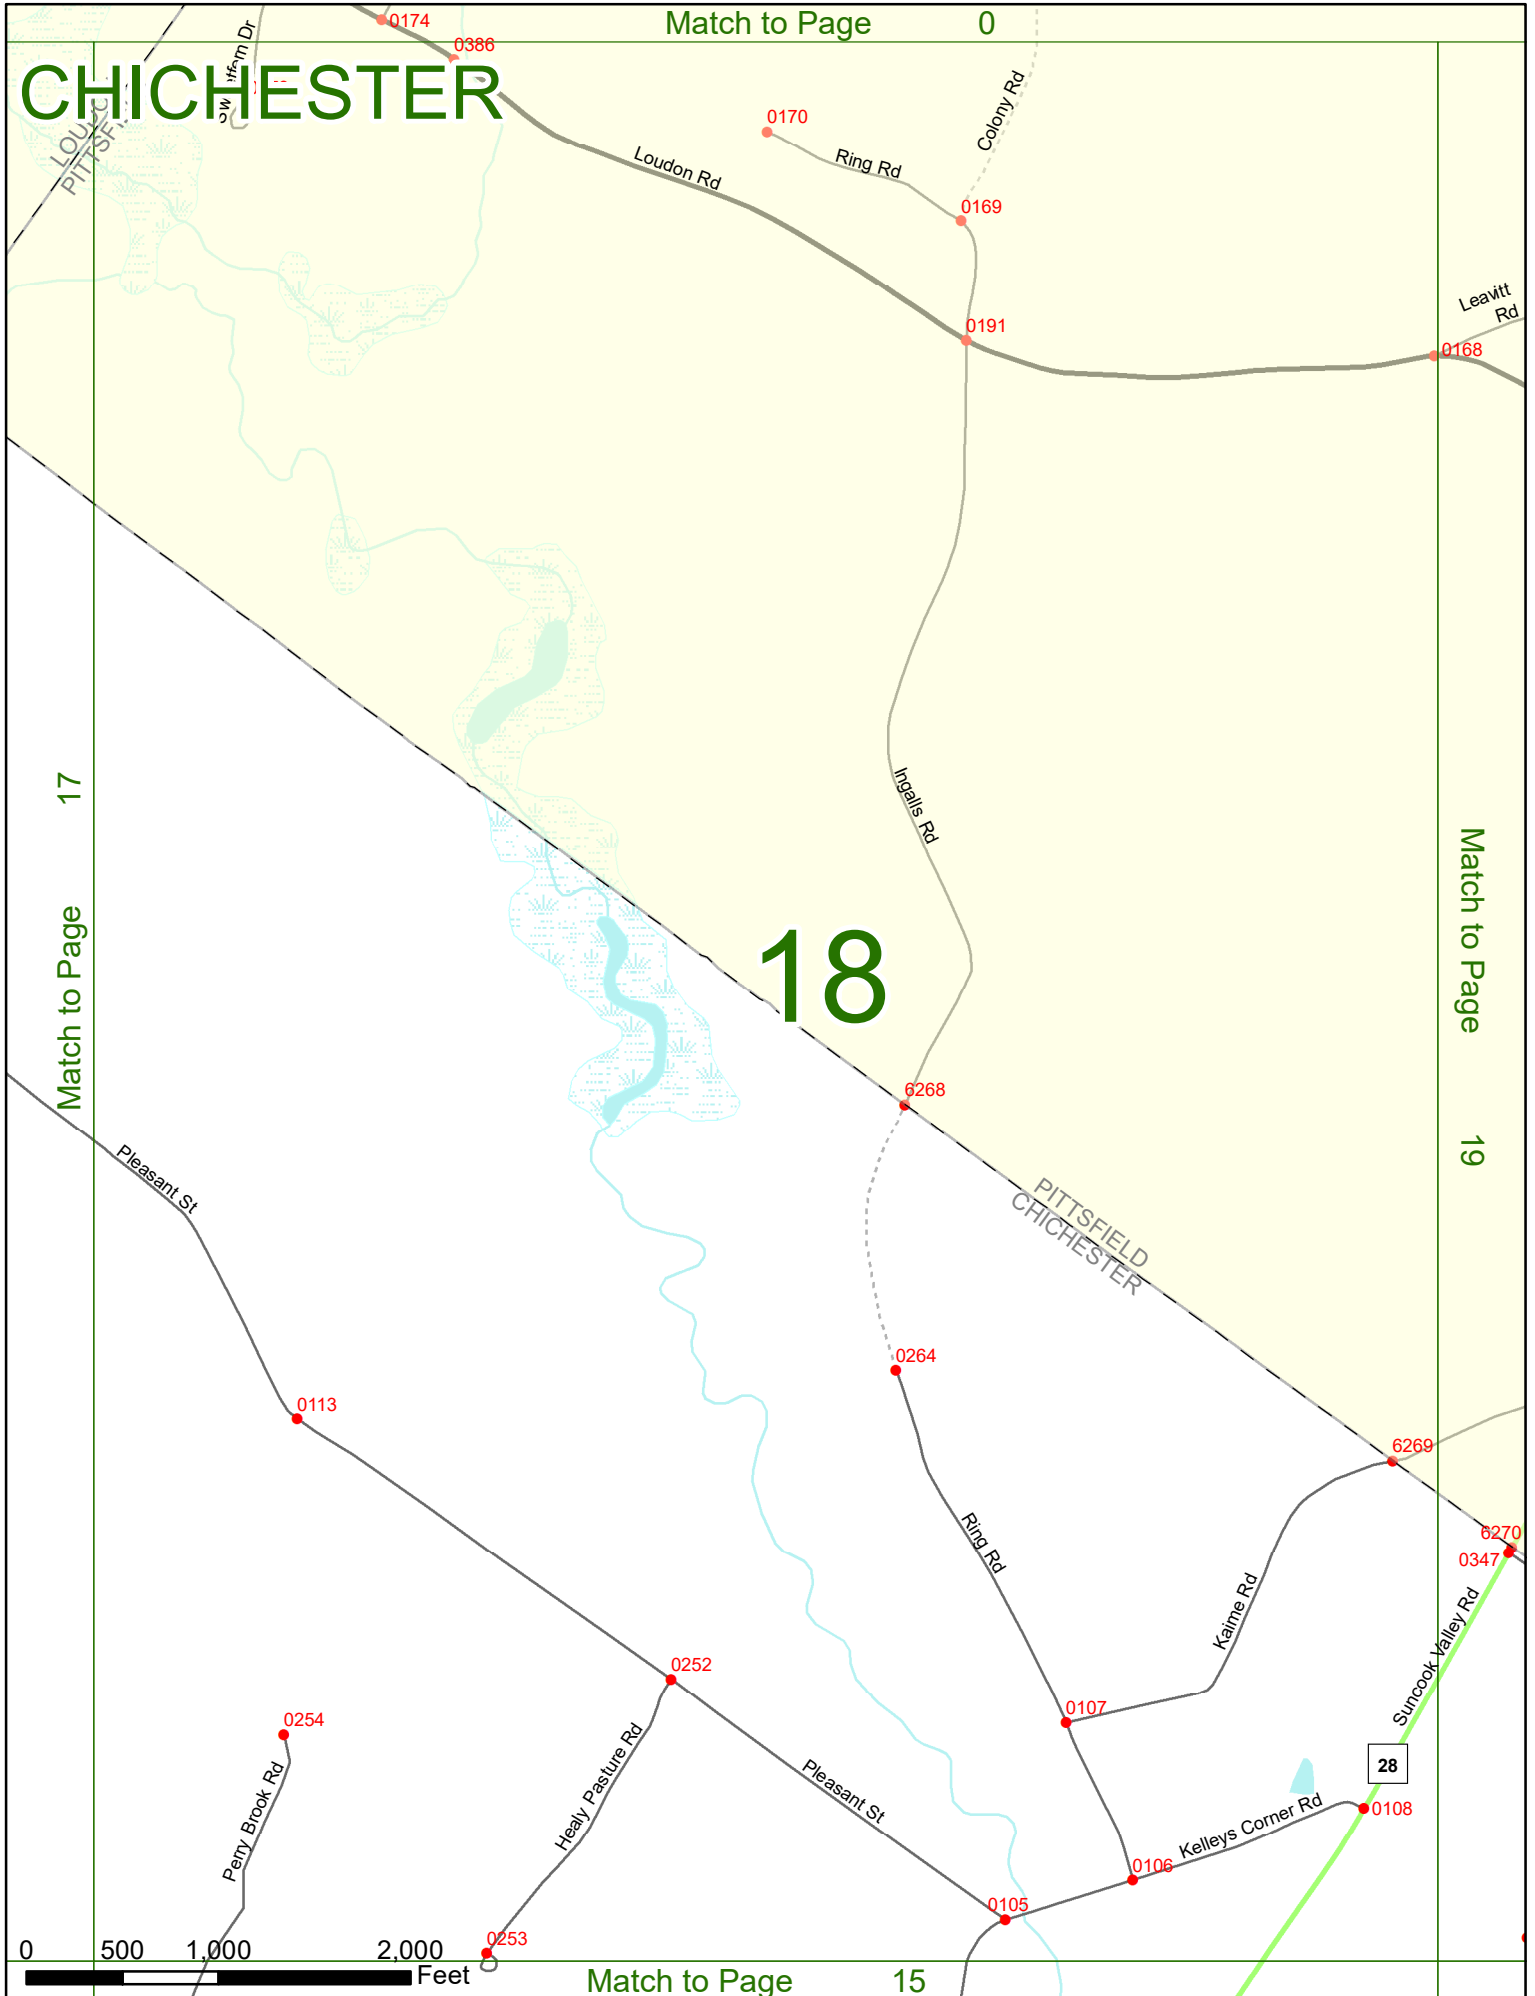 Match to Page 0
0174
0386
CHICHESTER
PITTSF
0170
Colony Rd
Ring Rd
Loudon Rd
0169
Leavitt
Rd
0191
0168
17
Match to Page
Ingalls Rd
Match to Page
19
18
6268
Pleasant St
PITTSFIELD
CHICHESTER
0264
0113
6269
Ring Rd
6270
0347
Kaime Rd
Suncook Valley Rd
0252
0254
0107
28
Perry Brook Rd
Healy Pasture Rd
Pleasant St
Kelleys Corner Rd
0108
0106
0105
0253
0 500 1,000 2,000
Feet
Match to Page 15